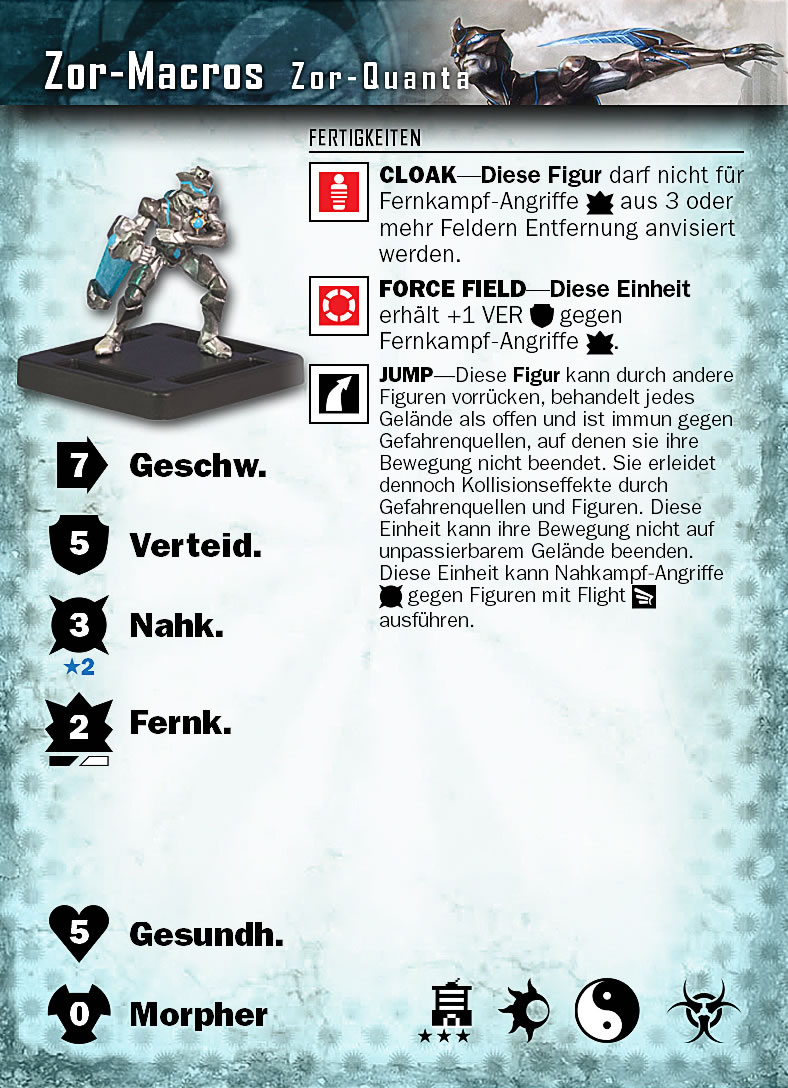 Zor-Macros Zor-Quanta
FERTIGKEITEN
CLOAK—Diese Figur darf nicht für
Fernkampf-Angriffe aus 3 oder
mehr Feldern Entfernung anvisiert
werden.
FORCE FIELD—Diese Einheit
erhält +1 VER gegen
Fernkampf-Angriffe .
JUMP—Diese Figur kann durch andere
Figuren vorrücken, behandelt jedes
Gelände als offen und ist immun gegen
Gefahrenquellen, auf denen sie ihre
Bewegung nicht beendet. Sie erleidet
dennoch Kollisionseffekte durch
Gefahrenquellen und Figuren. Diese
Einheit kann ihre Bewegung nicht auf
unpassierbarem Gelände beenden.
Diese Einheit kann Nahkampf-Angriffe
gegen Figuren mit Flight
ausführen.
7 Geschw.
5 Verteid.
3 Nahk.
★2
2 Fernk.
5 Gesundh.
0 Morpher